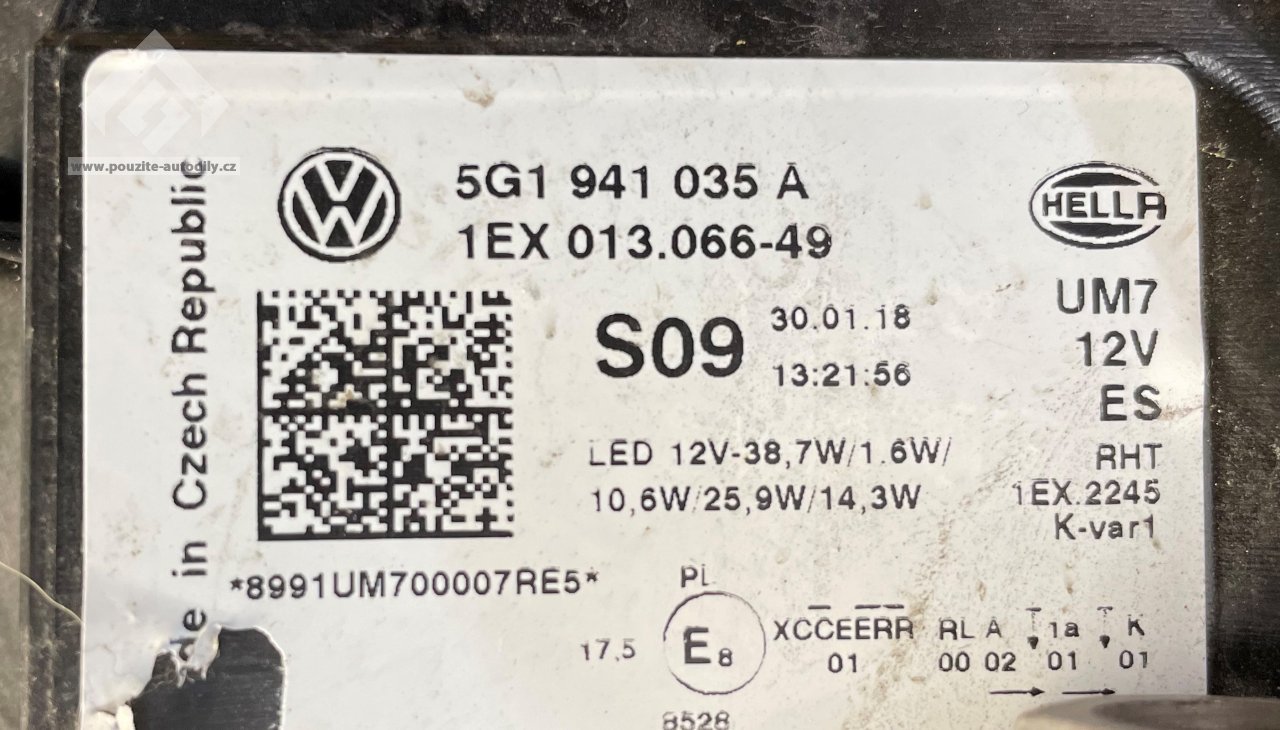 www.pouzite-autodily.cz
de in Czech Republic
5G1 941 035 A
1EX 013.066-49
HELLA
S09
30.01.18
13:21:56
UM7
12V
ES
LED 12V-38,7W/1.6W/
10,6W/25,9W/14,3W
RHT
1EX.2245
K-var1
*8991UM700007RE5*
PL
17,5
E8
XCC̅EE̅R̅R
01
RL A 1a K
00 02 01 01
8528